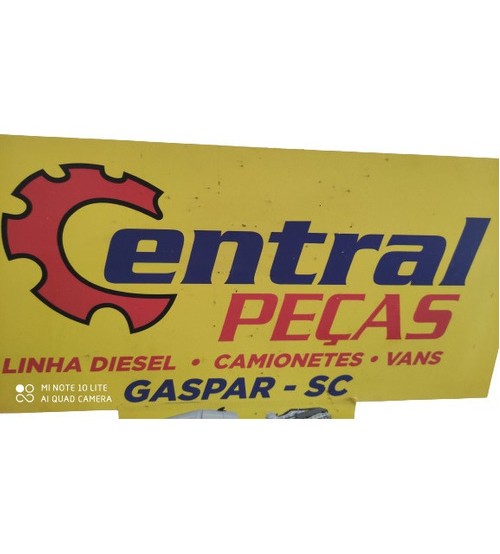 Central
PEÇAS
LINHA DIESEL • CAMIONETES • VANS
GASPAR - SC
MI NOTE 10 LITE
AI QUAD CAMERA